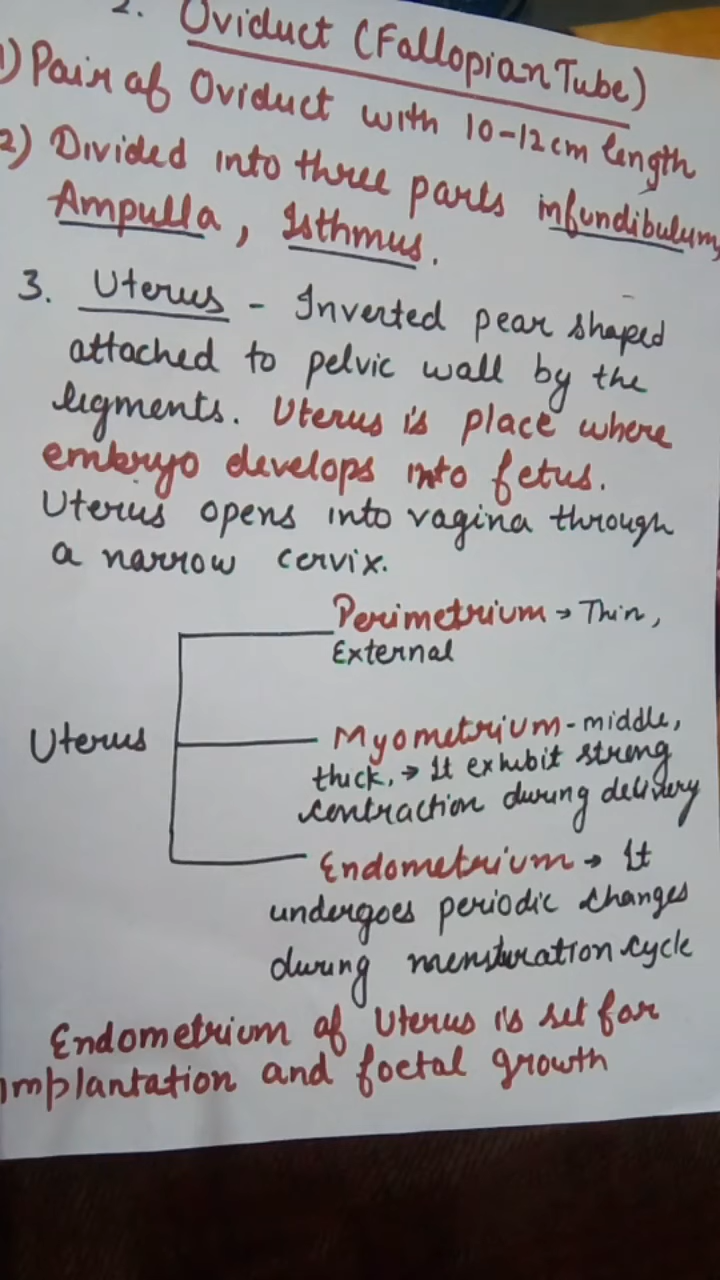 2. Oviduct (Fallopian Tube)
1) Pair of Oviduct with 10-12cm length
2) Divided into three parts infundibulum,
Ampulla, Isthmus.
3. Uterus - Inverted pear shaped
attached to pelvic wall by the
legments. Uterus is place where
embryo develops into fetus.
Uterus opens into vagina through
a narrow cervix.
Perimetrium → Thin,
External
Uterus
Myometrium - middle,
thick, → It exhibit strong
contraction during delivery
Endometrium → It
undergoes periodic changes
during mensturation cycle
Endometrium of Uterus is set for
implantation and foetal growth